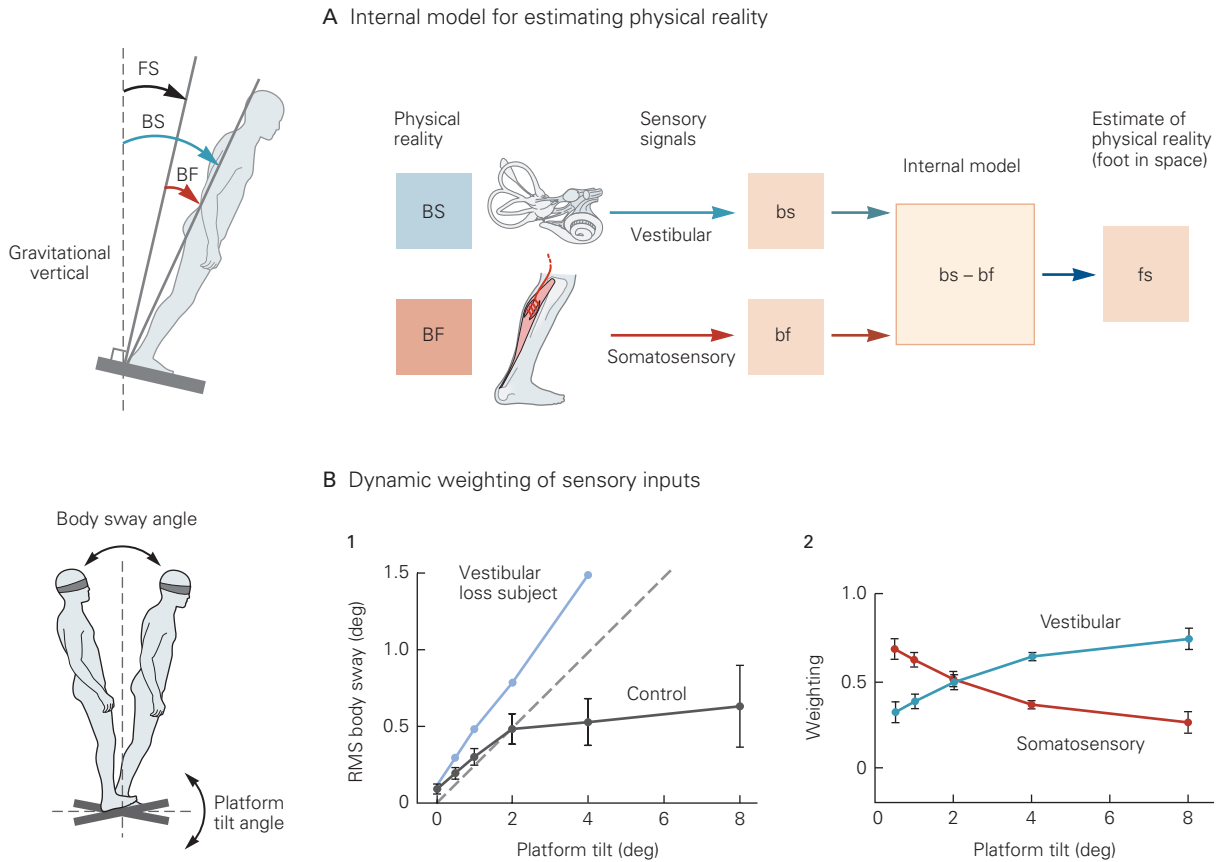 A Internal model for estimating physical reality
FS
BS
BF
Gravitational
vertical
Physical
reality
Sensory
signals
Internal model
Estimate of
physical reality
(foot in space)
BS
Vestibular
bs
BF
Somatosensory
bf
bs – bf
fs
B Dynamic weighting of sensory inputs
Body sway angle
Platform
tilt angle
1
RMS body sway (deg)
1.5
1.0
0.5
0
Vestibular
loss subject
Control
0 2 4 6 8
Platform tilt (deg)
2
Weighting
1.0
0.5
0
Vestibular
Somatosensory
0 2 4 6 8
Platform tilt (deg)